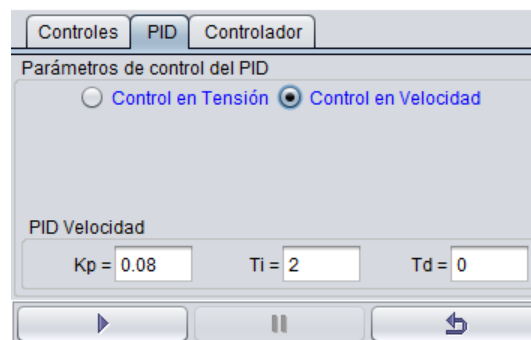 Controles PID Controlador
Parámetros de control del PID
Control en Tensión Control en Velocidad
PID Velocidad
Kp = 0.08 Ti = 2 Td = 0